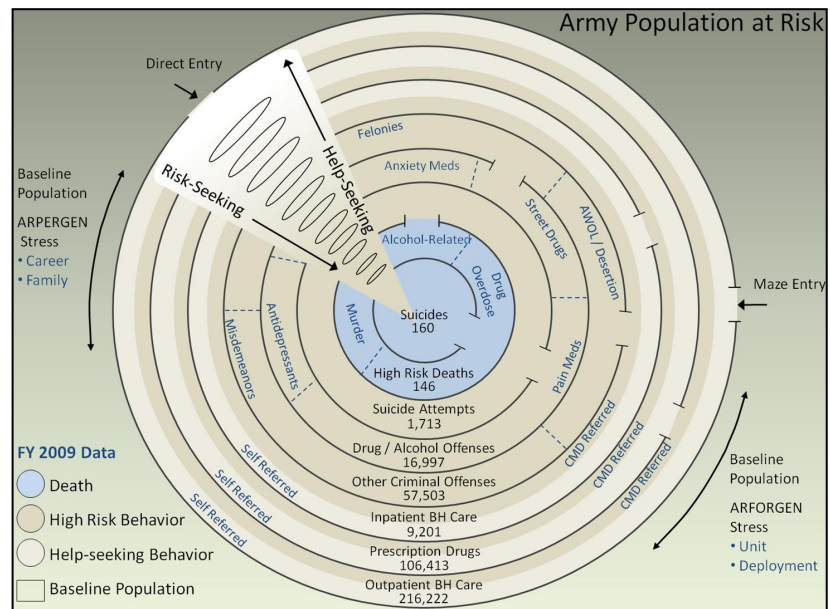 Army Population at Risk
Direct Entry
Baseline
Population
ARPERGEN
Stress
• Career
• Family
Risk-Seeking
Help-Seeking
Felonies
Anxiety Meds
Street Drugs
AWOL / Desertion
Maze Entry
Alcohol-Related
Drug
Overdose
Murder
Antidepressants
Misdemeanors
Pain Meds
Suicides
160
High Risk Deaths
146
Suicide Attempts
1,713
Drug / Alcohol Offenses
16,997
Other Criminal Offenses
57,503
Inpatient BH Care
9,201
Prescription Drugs
106,413
Outpatient BH Care
216,222
Self Referred
Self Referred
Self Referred
CMD Referred
CMD Referred
CMD Referred
Baseline
Population
ARFORGEN
Stress
• Unit
• Deployment
FY 2009 Data
Death
High Risk Behavior
Help-seeking Behavior
Baseline Population